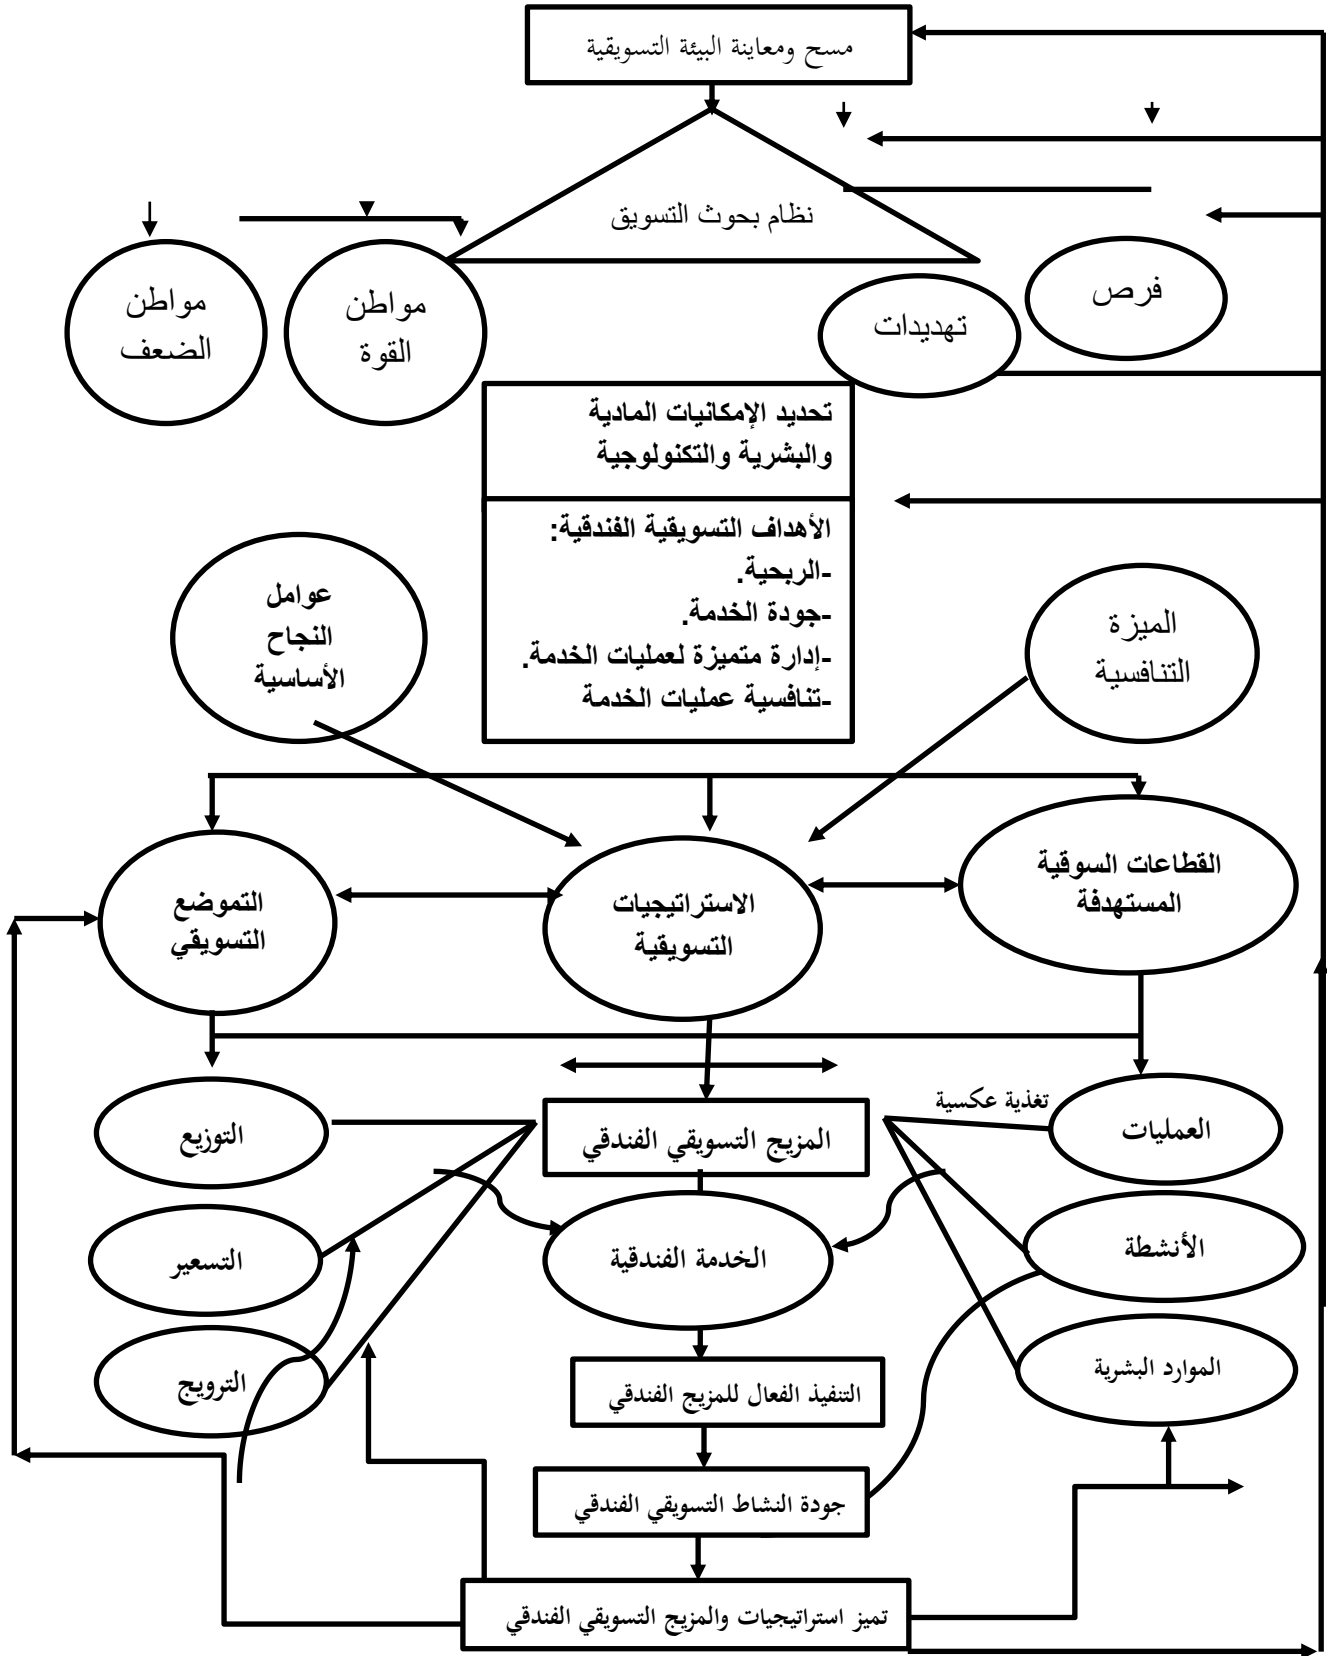 مسح ومعاينة البيئة التسويقية
نظام بحوث التسويق
فرص
تهديدات
مواطن
القوة
مواطن
الضعف
تحديد الإمكانيات المادية
والبشرية والتكنولوجية
الأهداف التسويقية الفندقية:
-الربحية.
-جودة الخدمة.
-إدارة متميزة لعمليات الخدمة.
-تنافسية عمليات الخدمة
الميزة
التنافسية
عوامل
النجاح
الأساسية
القطاعات السوقية
المستهدفة
الاستراتيجيات
التسويقية
التموضع
التسويقي
العمليات
تغذية عكسية
المزيج التسويقي الفندقي
التوزيع
الأنشطة
الخدمة الفندقية
التسعير
الموارد البشرية
التنفيذ الفعال للمزيج الفندقي
الترويج
جودة النشاط التسويقي الفندقي
تميز استراتيجيات والمزيج التسويقي الفندقي